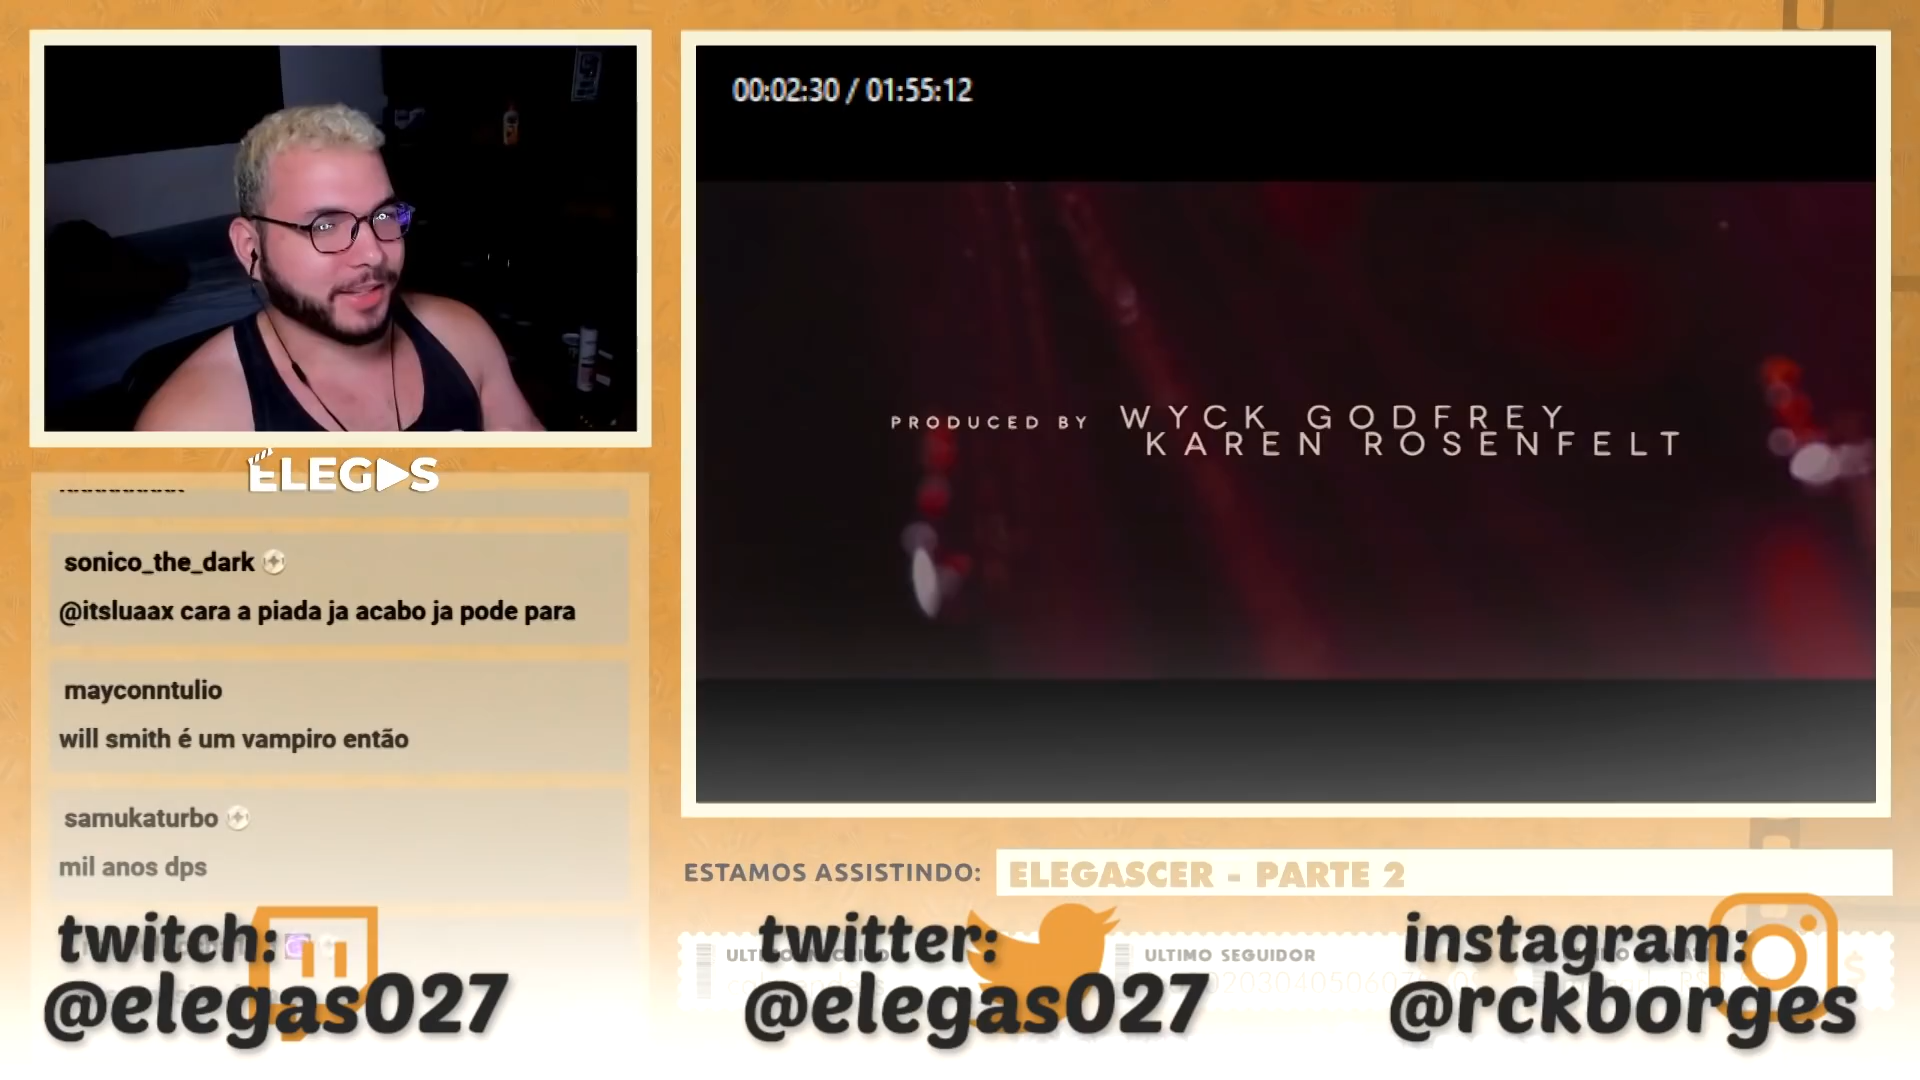 00:02:30 / 01:55:12
PRODUCED BY WYCK GODFREY
KAREN ROSENFELT
ELEGAS
sonico_the_dark
@itsluaax cara a piada ja acabo ja pode para
mayconntulio
will smith é um vampiro então
samukaturbo
mil anos dps
ESTAMOS ASSISTINDO: ELEGASCER - PARTE 2
ULTIMO SEGUIDOR
twitch:
@elegas027
twitter:
@elegas027
instagram:
@rckborges